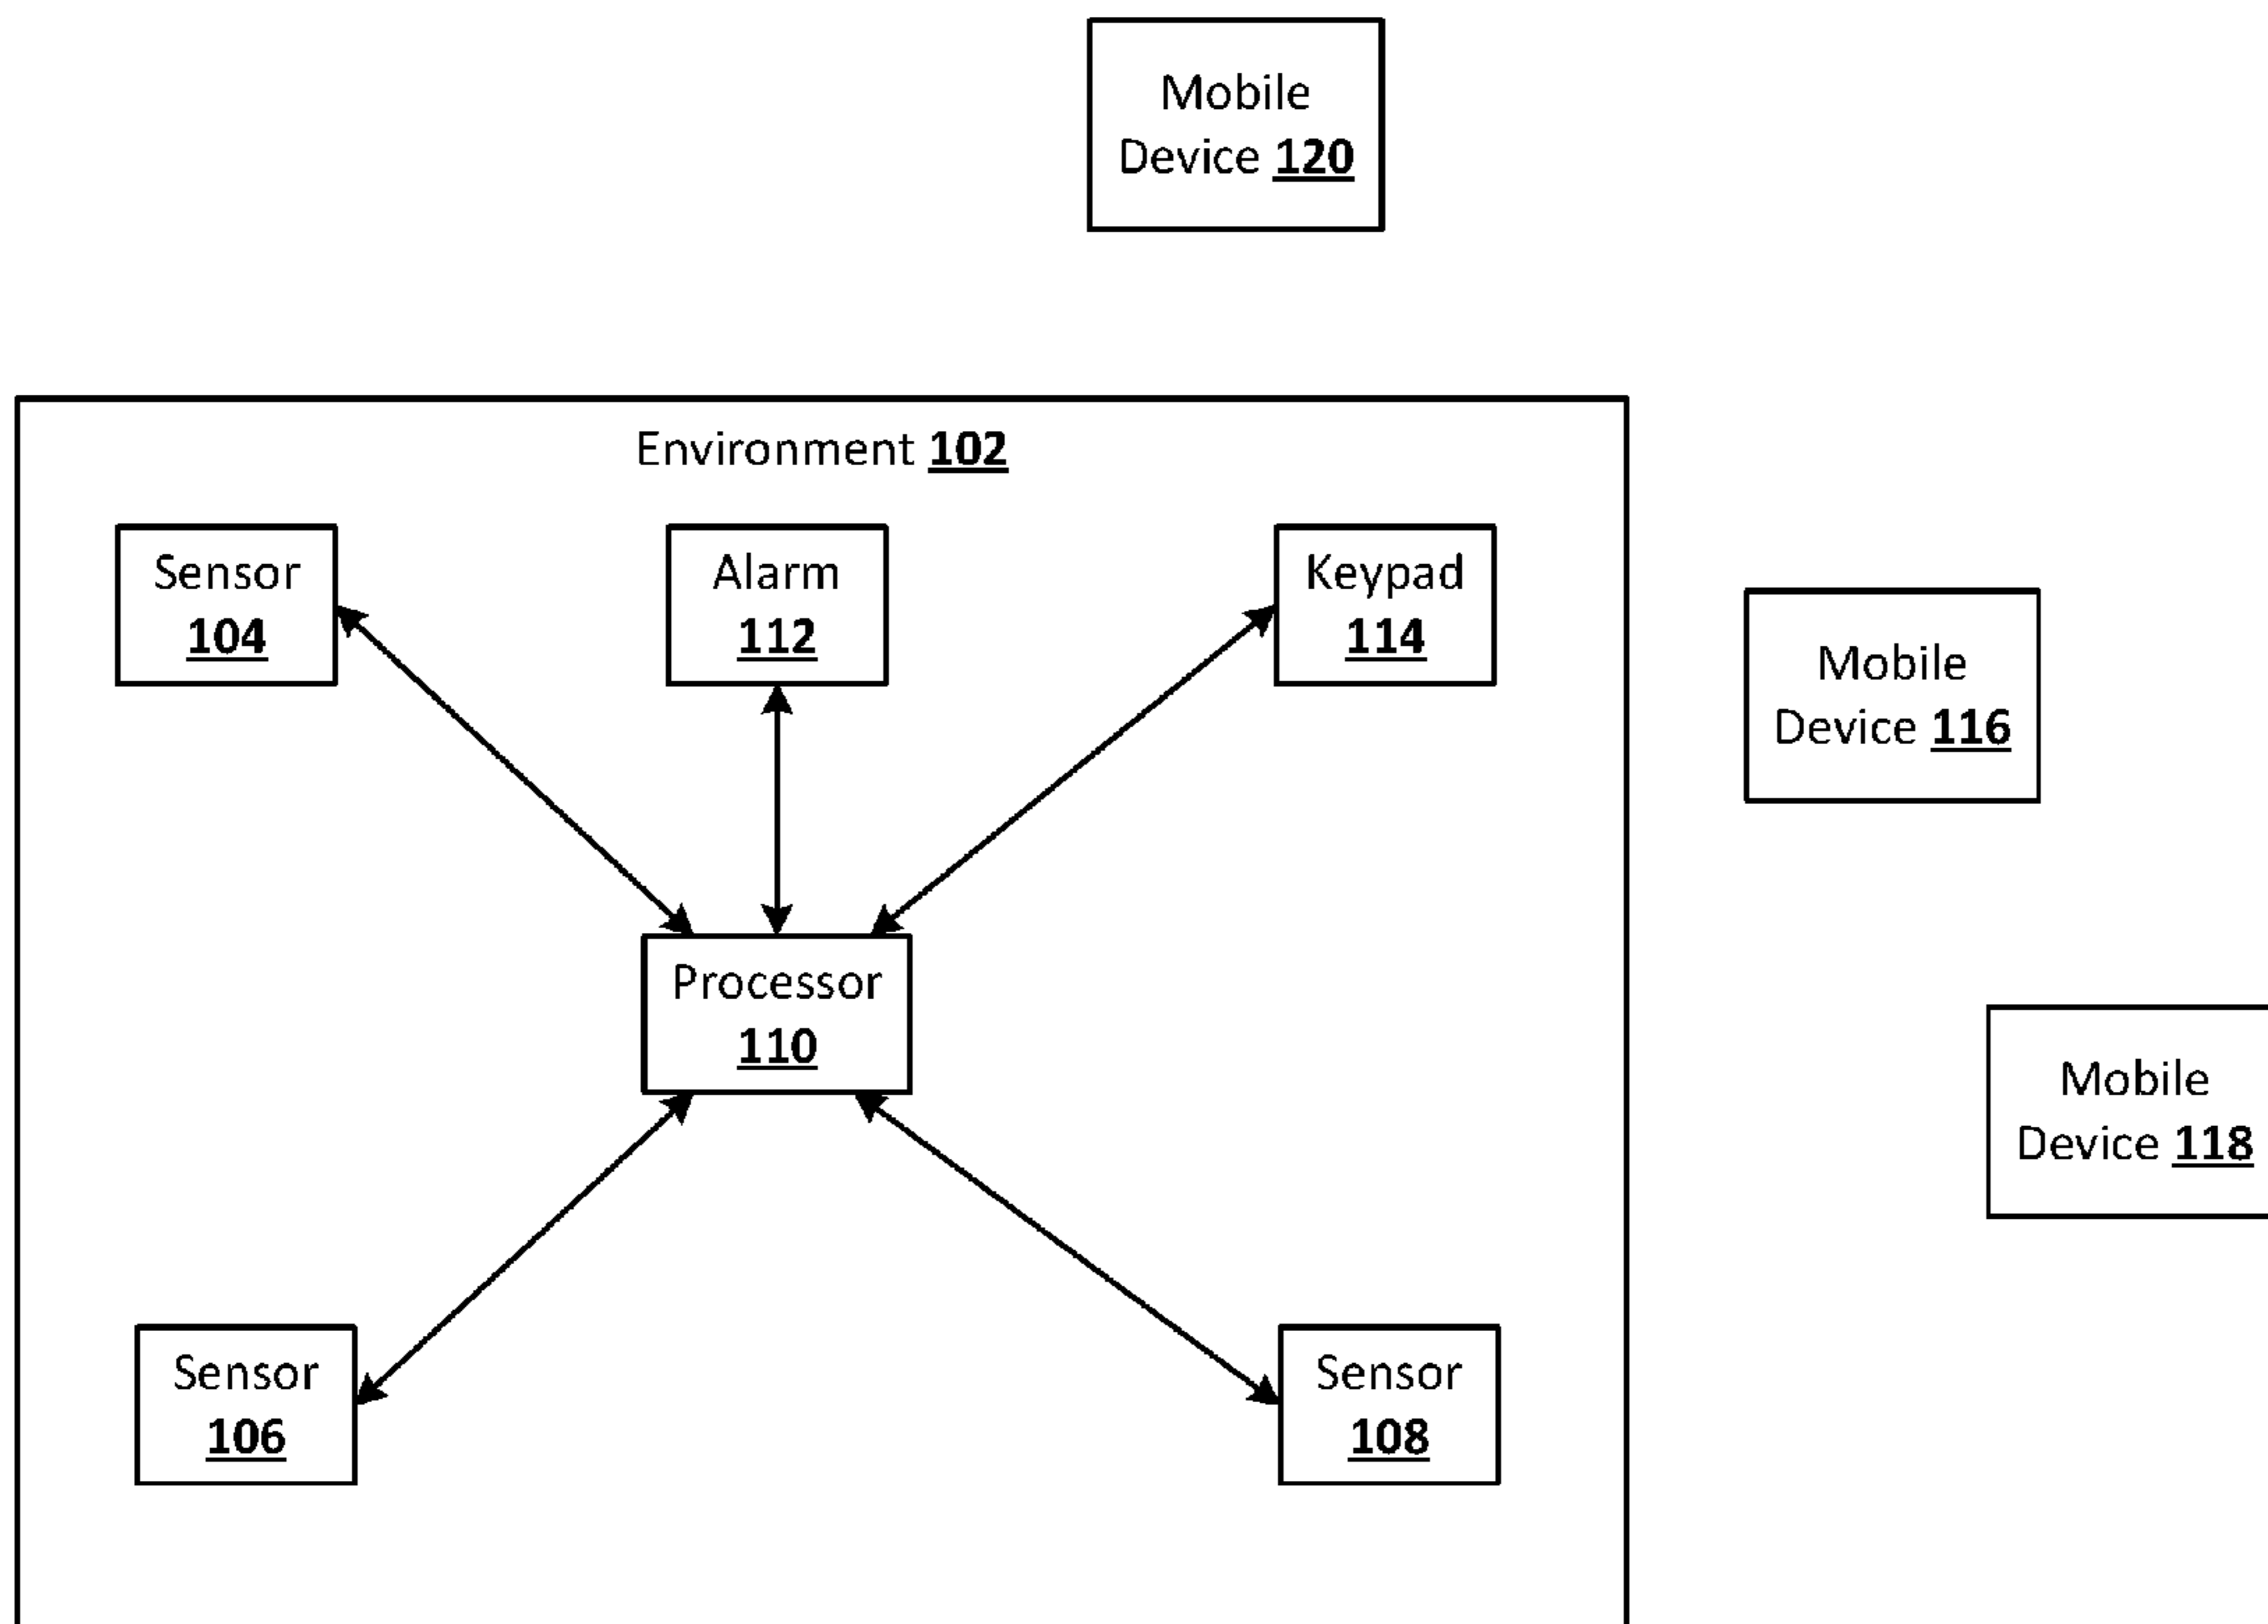 Mobile
Device 120
Environment 102
Sensor
104
Alarm
112
Keypad
114
Mobile
Device 116
Processor
110
Mobile
Device 118
Sensor
106
Sensor
108